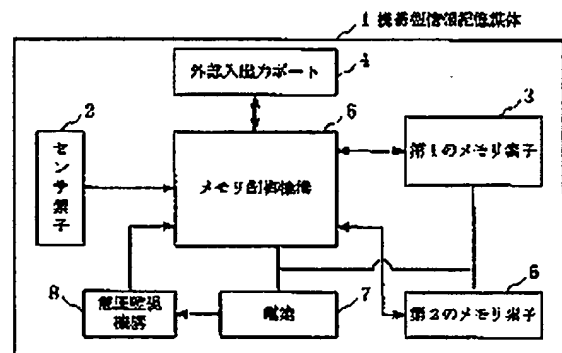 1 携帯型情報記憶媒体
外部入出力ポート
4
2
センサ素子
メモリ制御機構
5
3
第1のメモリ素子
8
電圧監視
機構
電池
7
第2のメモリ素子
6